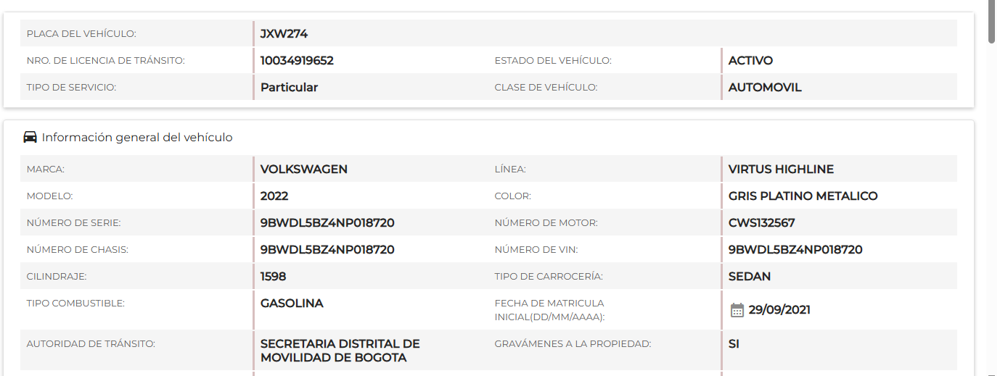 PLACA DEL VEHÍCULO: JXW274
NRO. DE LICENCIA DE TRÁNSITO: 10034919652 ESTADO DEL VEHÍCULO: ACTIVO
TIPO DE SERVICIO: Particular CLASE DE VEHÍCULO: AUTOMOVIL
Información general del vehículo
MARCA: VOLKSWAGEN LÍNEA: VIRTUS HIGHLINE
MODELO: 2022 COLOR: GRIS PLATINO METALICO
NÚMERO DE SERIE: 9BWDL5BZ4NP018720 NÚMERO DE MOTOR: CWS132567
NÚMERO DE CHASIS: 9BWDL5BZ4NP018720 NÚMERO DE VIN: 9BWDL5BZ4NP018720
CILINDRAJE: 1598 TIPO DE CARROCERÍA: SEDAN
TIPO COMBUSTIBLE: GASOLINA FECHA DE MATRICULA
INICIAL(DD/MM/AAAA): 29/09/2021
AUTORIDAD DE TRÁNSITO: SECRETARIA DISTRITAL DE
MOVILIDAD DE BOGOTA GRAVÁMENES A LA PROPIEDAD: SI